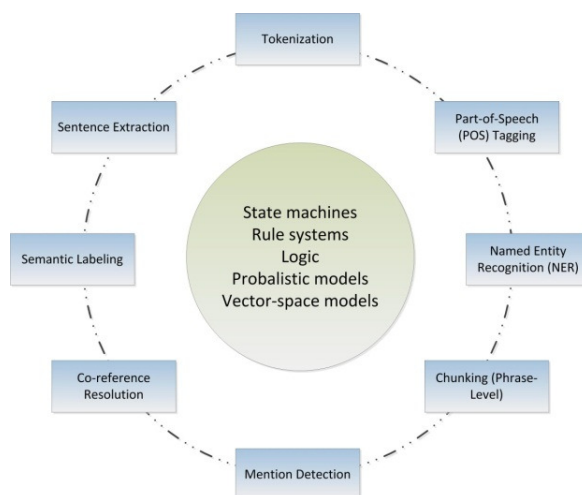 Tokenization
Part-of-Speech
(POS) Tagging
Named Entity
Recognition (NER)
Chunking (Phrase-
Level)
Mention Detection
Co-reference
Resolution
Semantic Labeling
Sentence Extraction
State machines
Rule systems
Logic
Probalistic models
Vector-space models